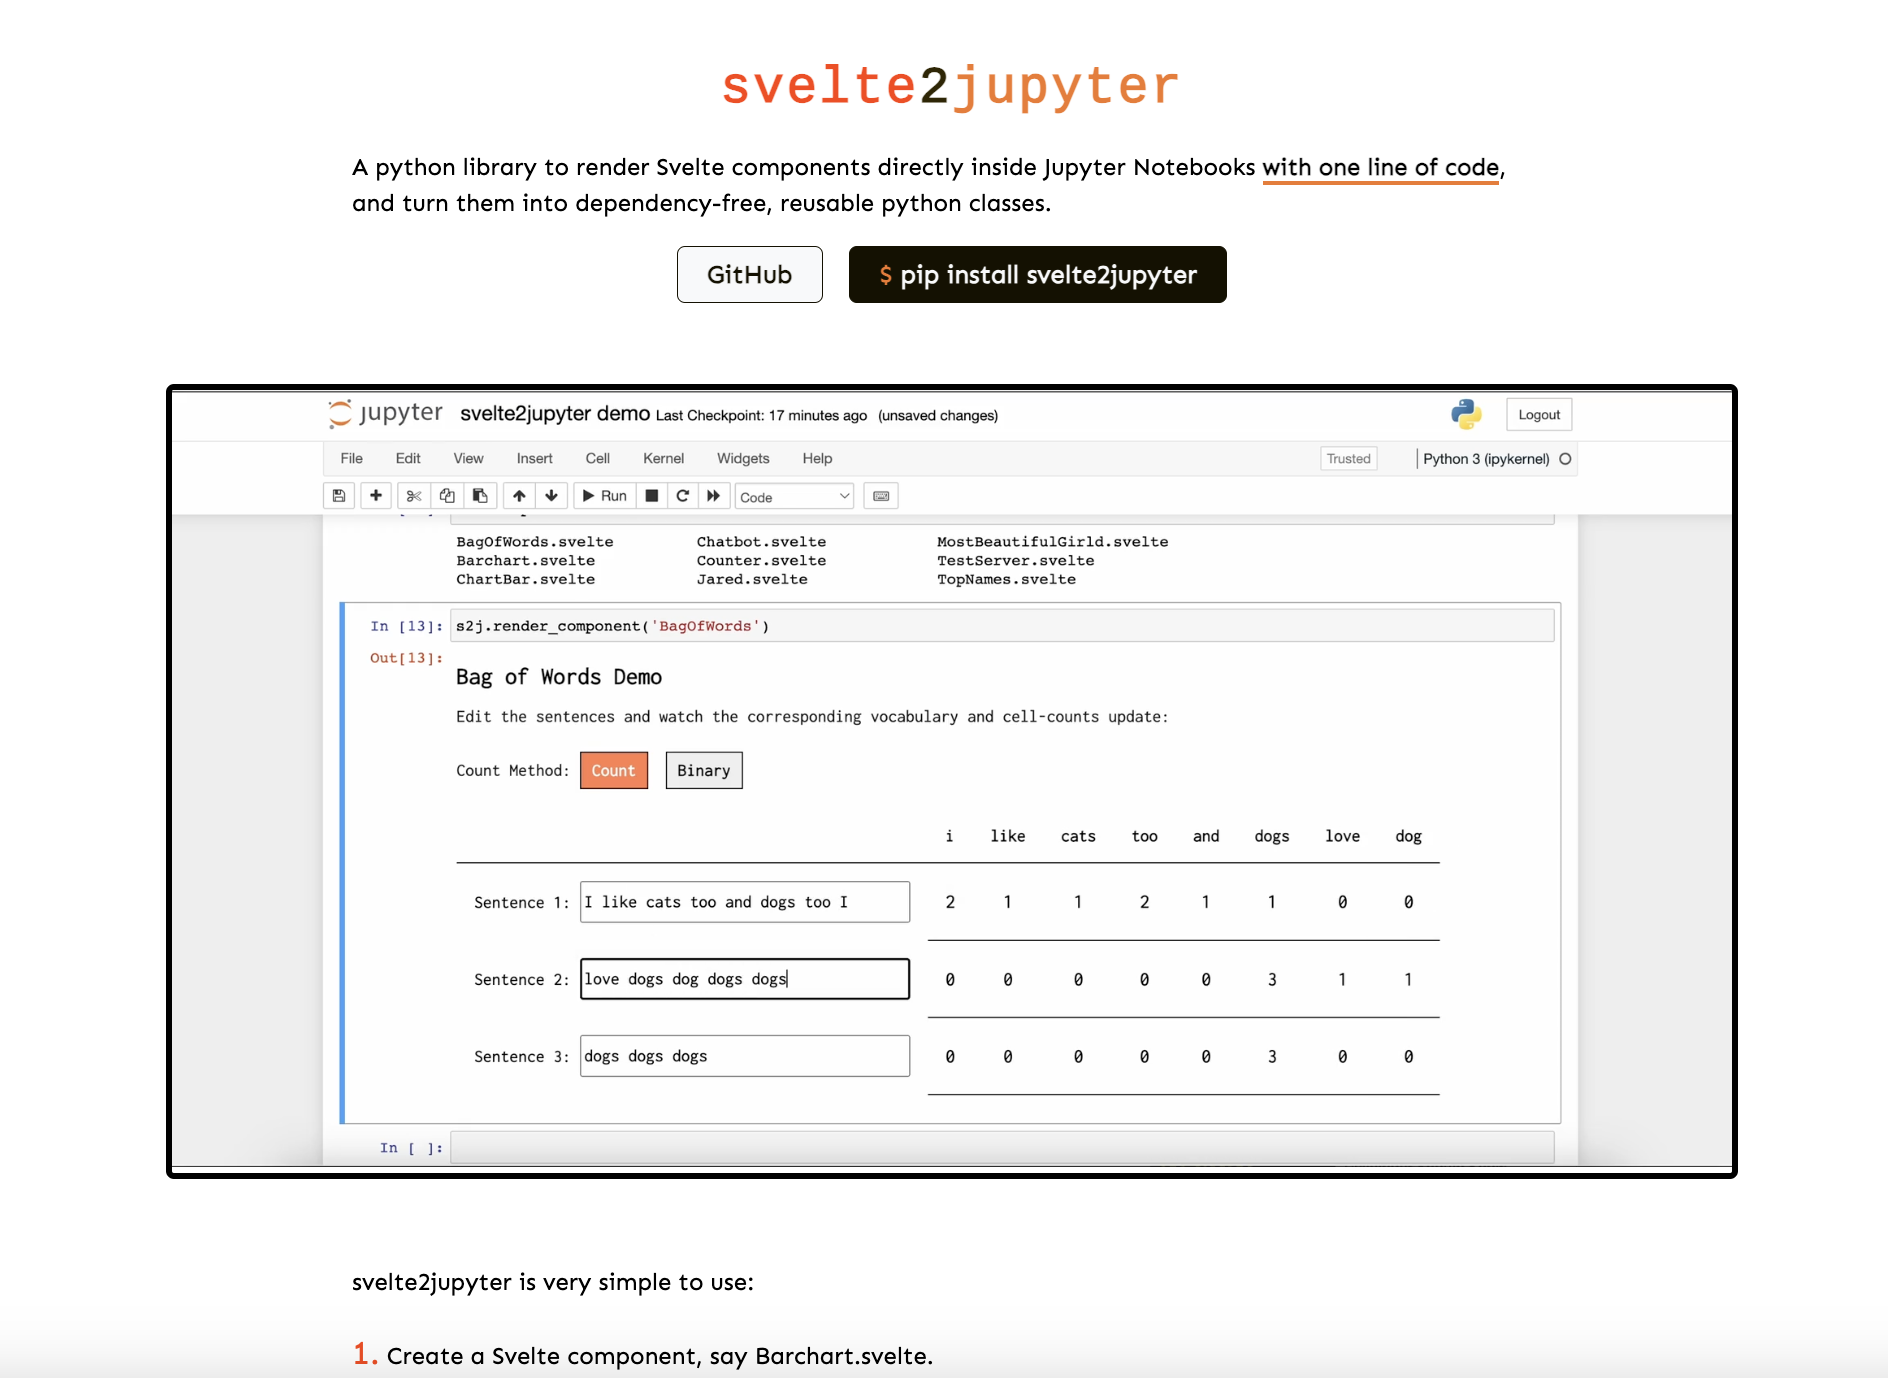 svelte2jupyter
A python library to render Svelte components directly inside Jupyter Notebooks with one line of code,
and turn them into dependency-free, reusable python classes.
GitHub
$ pip install svelte2jupyter
jupyter svelte2jupyter demo Last Checkpoint: 17 minutes ago (unsaved changes)
Logout
File Edit View Insert Cell Kernel Widgets Help
Trusted
Python 3 (ipykernel)
Run
Code
BagOfWords.svelte Chatbot.svelte MostBeautifulGirld.svelte
Barchart.svelte Counter.svelte TestServer.svelte
ChartBar.svelte Jared.svelte TopNames.svelte
In [13]: s2j.render_component('BagOfWords')
Out[13]:
Bag of Words Demo
Edit the sentences and watch the corresponding vocabulary and cell-counts update:
Count Method: Count Binary
i like cats too and dogs love dog
Sentence 1: I like cats too and dogs too I 2 1 1 2 1 1 0 0
Sentence 2: love dogs dog dogs dogs 0 0 0 0 0 3 1 1
Sentence 3: dogs dogs dogs 0 0 0 0 0 3 0 0
In [ ]:
svelte2jupyter is very simple to use:
1. Create a Svelte component, say Barchart.svelte.